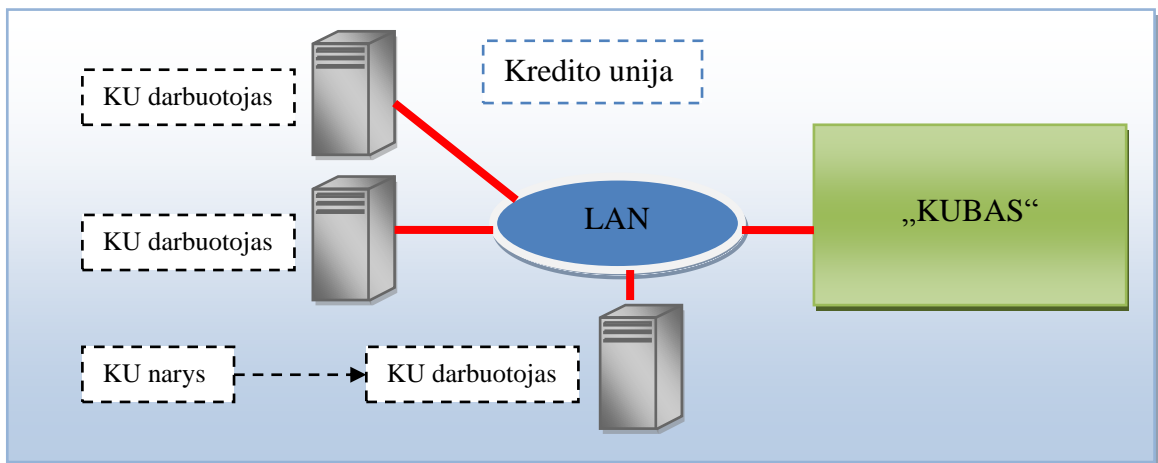 Kredito unija
KU darbuotojas
KU darbuotojas
LAN
„KUBAS“
KU narys
KU darbuotojas